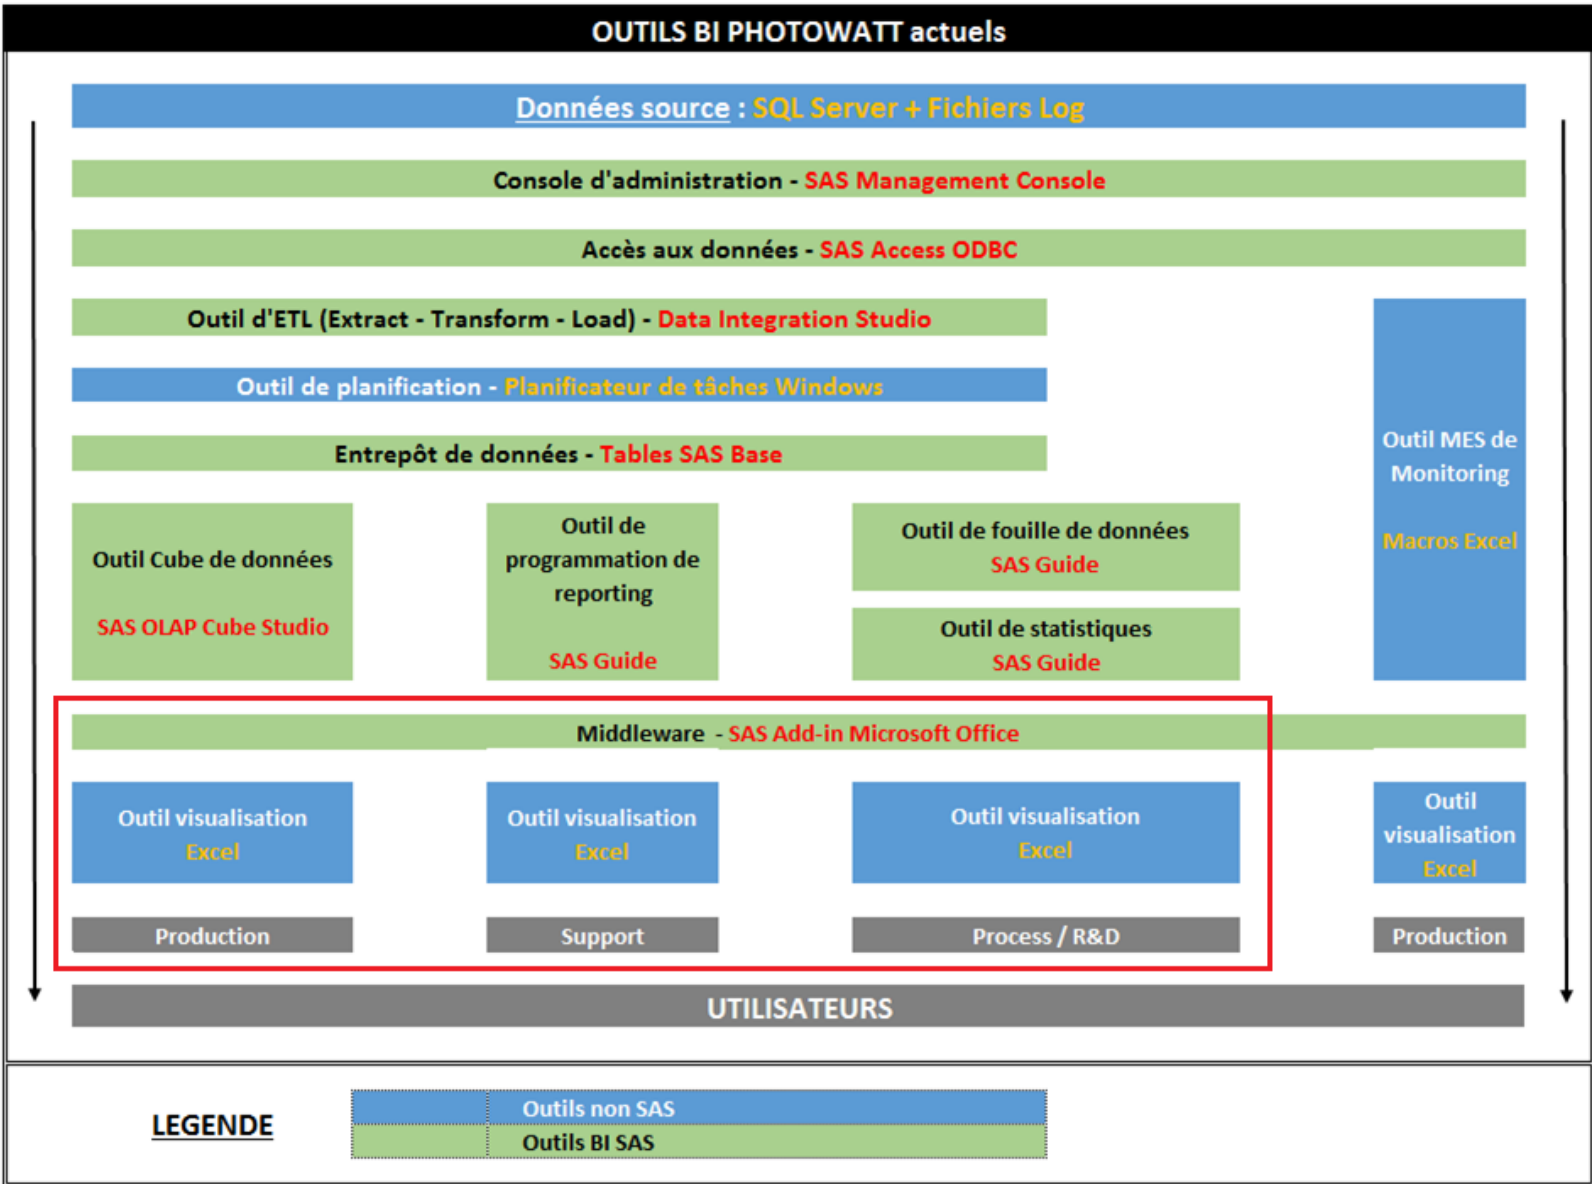 OUTILS BI PHOTOWATT actuels
Données source : SQL Server + Fichiers Log
Console d'administration - SAS Management Console
Accès aux données - SAS Access ODBC
Outil d'ETL (Extract - Transform - Load) - Data Integration Studio
Outil de planification - Planificateur de tâches Windows
Entrepôt de données - Tables SAS Base
Outil Cube de données
SAS OLAP Cube Studio
Outil de
programmation de
reporting
SAS Guide
Outil de fouille de données
SAS Guide
Outil de statistiques
SAS Guide
Outil MES de
Monitoring
Macros Excel
Middleware - SAS Add-in Microsoft Office
Outil visualisation
Excel
Outil visualisation
Excel
Outil visualisation
Excel
Outil
visualisation
Excel
Production
Support
Process / R&D
Production
UTILISATEURS
LEGENDE
Outils non SAS
Outils BI SAS